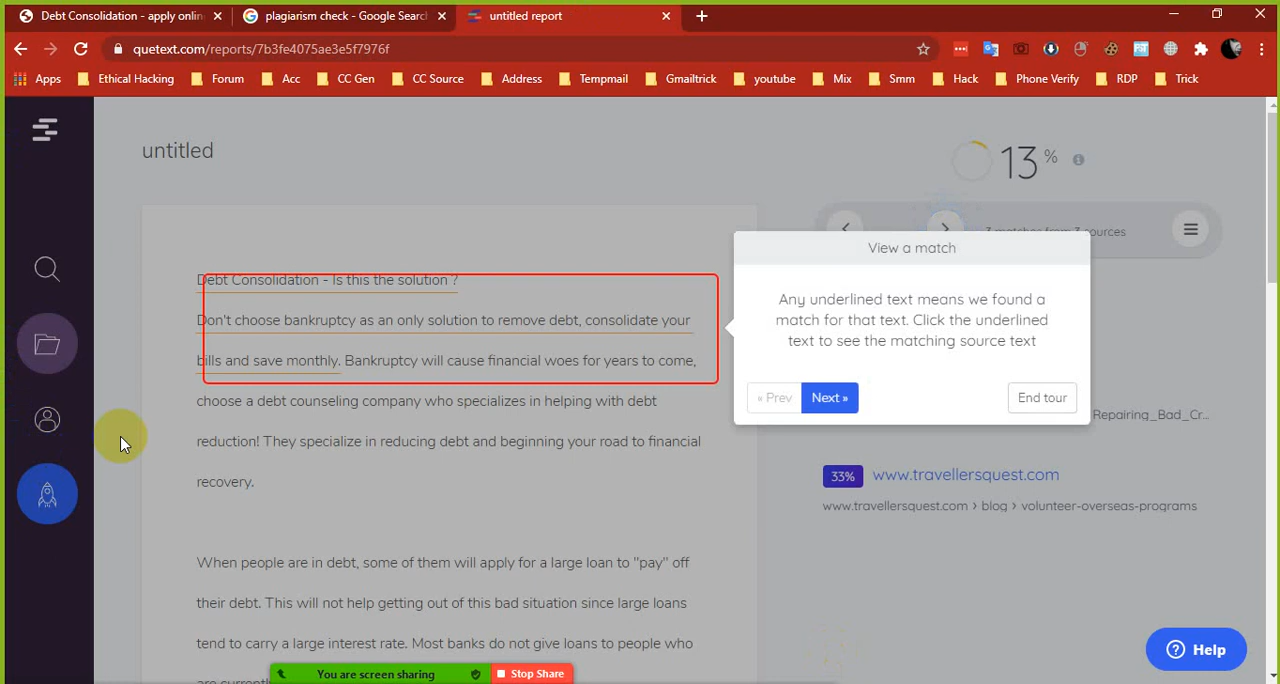 Debt Consolidation - apply onlin
plagiarism check - Google Search
untitled report
quetext.com/reports/7b3fe4075ae3e5f7976f
Apps Ethical Hacking Forum Acc CC Gen CC Source Address Tempmail Gmailtrick youtube Mix Smm Hack Phone Verify RDP Trick
untitled
13 %
3 matches from 3 sources
View a match
Any underlined text means we found a
match for that text. Click the underlined
text to see the matching source text
« Prev Next » End tour
Debt Consolidation - Is this the solution ?
Don't choose bankruptcy as an only solution to remove debt, consolidate your
bills and save monthly. Bankruptcy will cause financial woes for years to come,
choose a debt counseling company who specializes in helping with debt
reduction! They specialize in reducing debt and beginning your road to financial
recovery.
When people are in debt, some of them will apply for a large loan to "pay" off
their debt. This will not help getting out of this bad situation since large loans
tend to carry a large interest rate. Most banks do not give loans to people who
Repairing_Bad_Cr...
33% www.travellersquest.com
www.travellersquest.com › blog › volunteer-overseas-programs
Help
You are screen sharing Stop Share